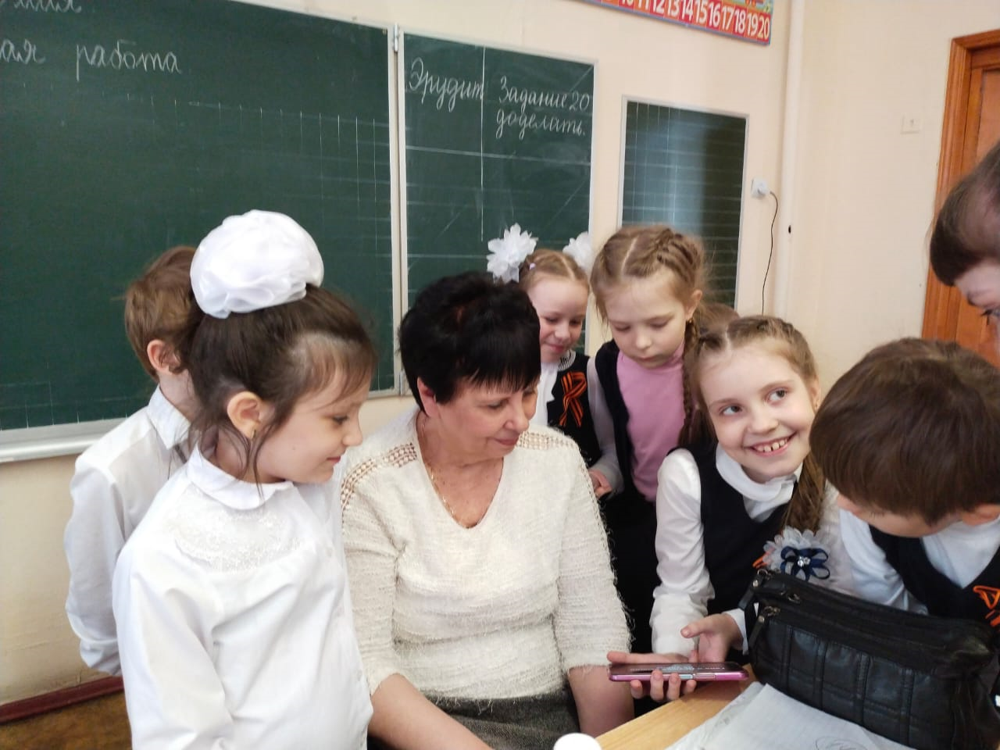 работа
Эрудит Задание 20
доделать.
11 12 13 14 15 16 17 18 19 20